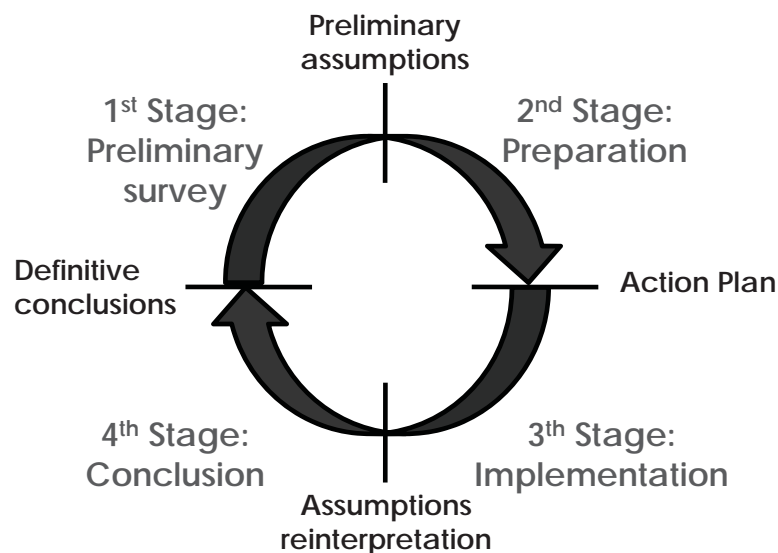 Preliminary
assumptions
1st Stage:
Preliminary
survey
2nd Stage:
Preparation
Definitive
conclusions
Action Plan
4th Stage:
Conclusion
3th Stage:
Implementation
Assumptions
reinterpretation